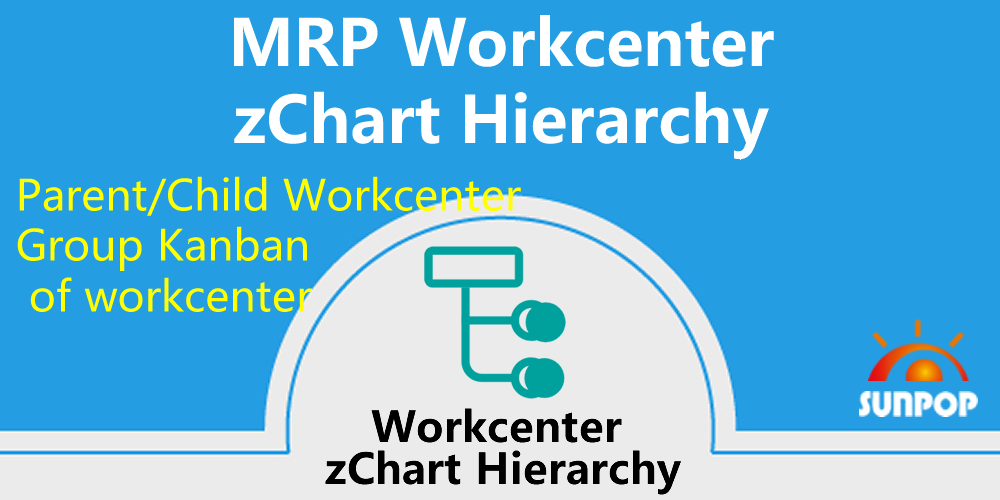 MRP Workcenter
zChart Hierarchy
Parent/Child Workcenter
Group Kanban
of workcenter
Workcenter
zChart Hierarchy
SUNPOP